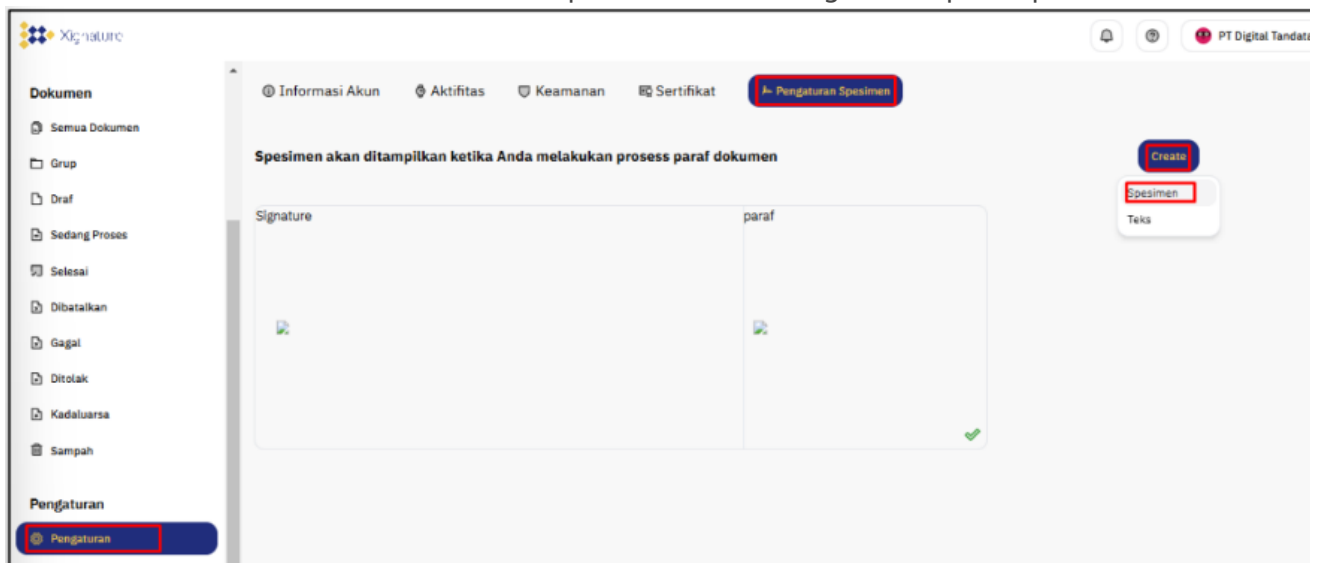 Xignature
PT Digital Tandata
Dokumen
Semua Dokumen
Grup
Draf
Sedang Proses
Selesai
Dibatalkan
Gagal
Ditolak
Kadaluarsa
Sampah
Pengaturan
Pengaturan
Informasi Akun
Aktifitas
Keamanan
Sertifikat
Pengaturan Spesimen
Spesimen akan ditampilkan ketika Anda melakukan prosess paraf dokumen
Create
Spesimen
Teks
Signature
paraf